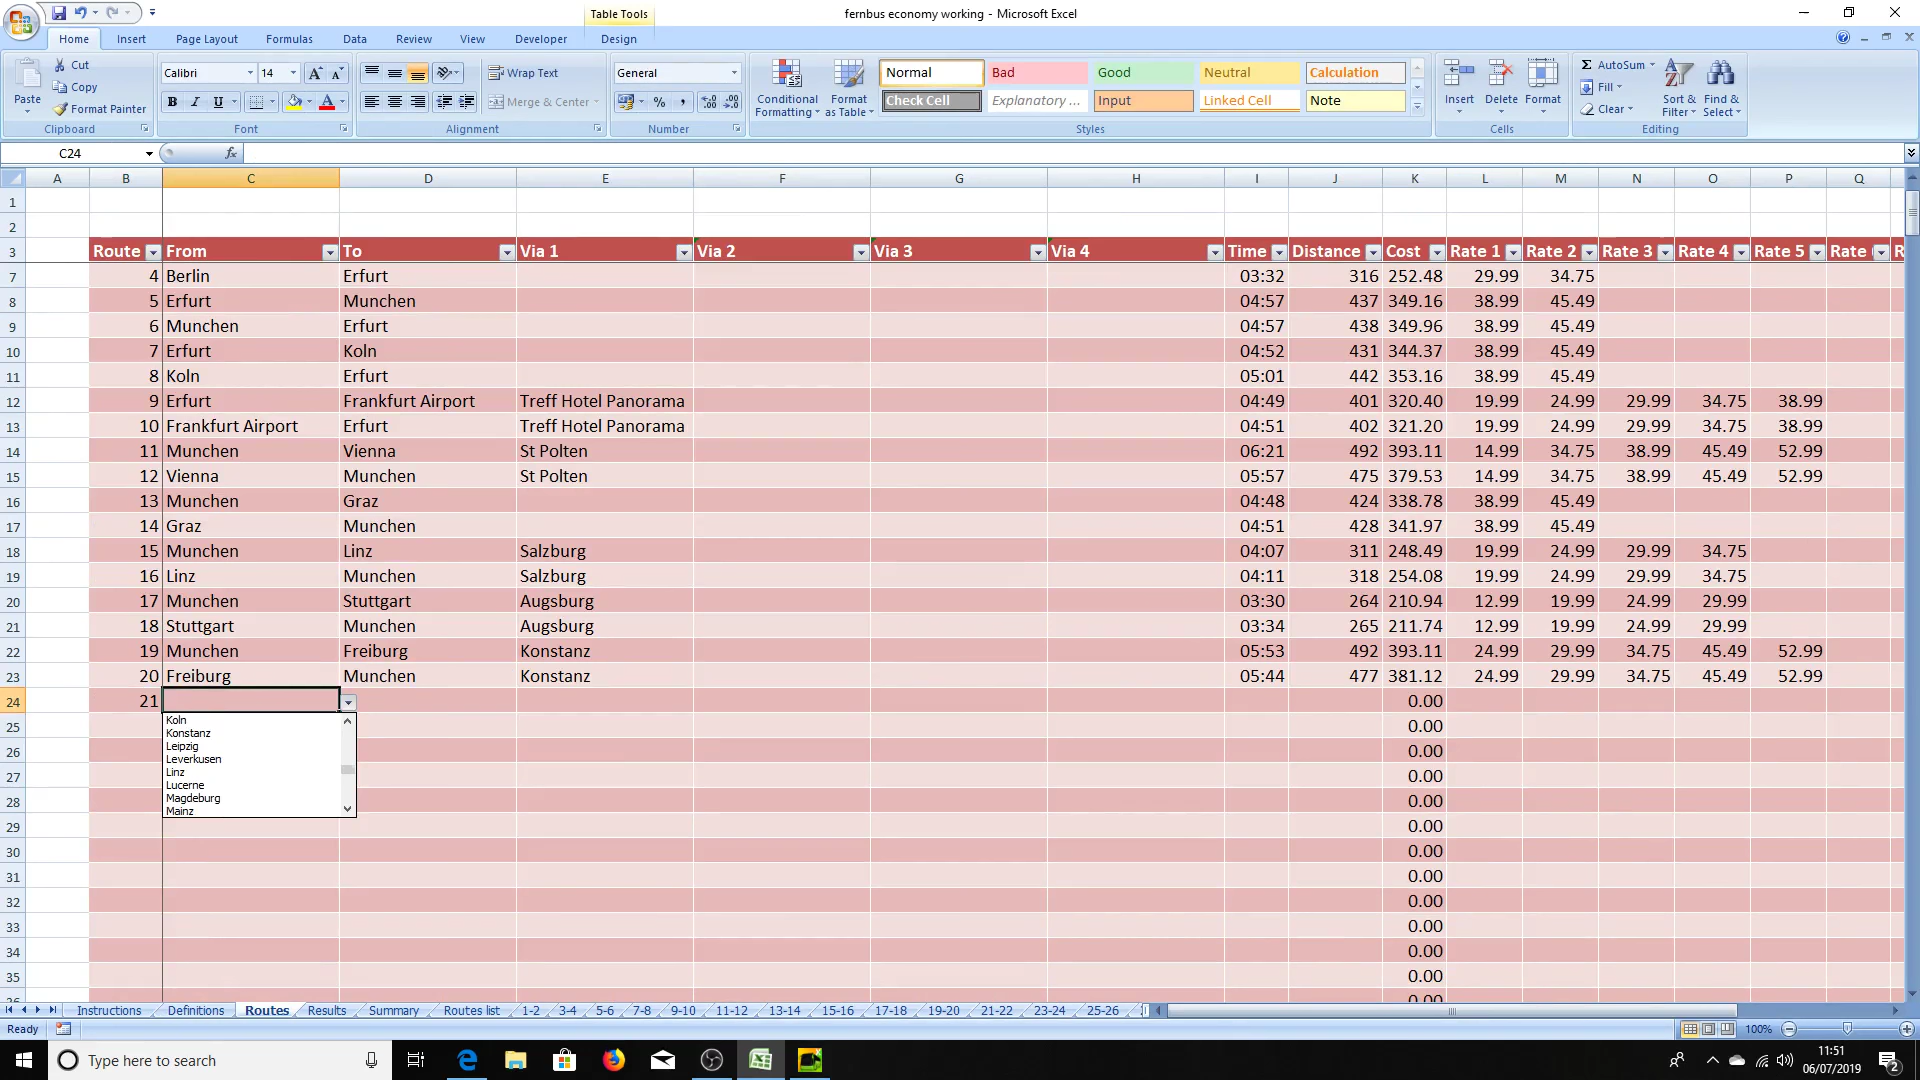 Table Tools
fernbus economy working - Microsoft Excel
Home Insert Page Layout Formulas Data Review View Developer Design
Paste
Cut
Copy
Format Painter
Clipboard
Calibri 14
B I U
Font
Wrap Text
Merge & Center
Alignment
General
Number
Conditional Formatting
Format as Table
Normal Bad Good Neutral Calculation
Check Cell Explanatory ... Input Linked Cell Note
Styles
Insert Delete Format
Cells
Σ AutoSum
Fill
Clear
Sort & Filter
Find & Select
Editing
C24 fx
A B C D E F G H I J K L M N O P Q
1
2
3 Route From To Via 1 Via 2 Via 3 Via 4 Time Distance Cost Rate 1 Rate 2 Rate 3 Rate 4 Rate 5 Rate R
7 4 Berlin Erfurt 03:32 316 252.48 29.99 34.75
8 5 Erfurt Munchen 04:57 437 349.16 38.99 45.49
9 6 Munchen Erfurt 04:57 438 349.96 38.99 45.49
10 7 Erfurt Koln 04:52 431 344.37 38.99 45.49
11 8 Koln Erfurt 05:01 442 353.16 38.99 45.49
12 9 Erfurt Frankfurt Airport Treff Hotel Panorama 04:49 401 320.40 19.99 24.99 29.99 34.75 38.99
13 10 Frankfurt Airport Erfurt Treff Hotel Panorama 04:51 402 321.20 19.99 24.99 29.99 34.75 38.99
14 11 Munchen Vienna St Polten 06:21 492 393.11 14.99 34.75 38.99 45.49 52.99
15 12 Vienna Munchen St Polten 05:57 475 379.53 14.99 34.75 38.99 45.49 52.99
16 13 Munchen Graz 04:48 424 338.78 38.99 45.49
17 14 Graz Munchen 04:51 428 341.97 38.99 45.49
18 15 Munchen Linz Salzburg 04:07 311 248.49 19.99 24.99 29.99 34.75
19 16 Linz Munchen Salzburg 04:11 318 254.08 19.99 24.99 29.99 34.75
20 17 Munchen Stuttgart Augsburg 03:30 264 210.94 12.99 19.99 24.99 29.99
21 18 Stuttgart Munchen Augsburg 03:34 265 211.74 12.99 19.99 24.99 29.99
22 19 Munchen Freiburg Konstanz 05:53 492 393.11 24.99 29.99 34.75 45.49 52.99
23 20 Freiburg Munchen Konstanz 05:44 477 381.12 24.99 29.99 34.75 45.49 52.99
24 21 0.00
Koln
Konstanz
Leipzig
Leverkusen
Linz
Lucerne
Magdeburg
Mainz
25 0.00
26 0.00
27 0.00
28 0.00
29 0.00
30 0.00
31 0.00
32 0.00
33 0.00
34 0.00
35 0.00
Instructions Definitions Routes Results Summary Routes list 1-2 3-4 5-6 7-8 9-10 11-12 13-14 15-16 17-18 19-20 21-22 23-24 25-26
Ready 100%
Type here to search
11:51
06/07/2019
2